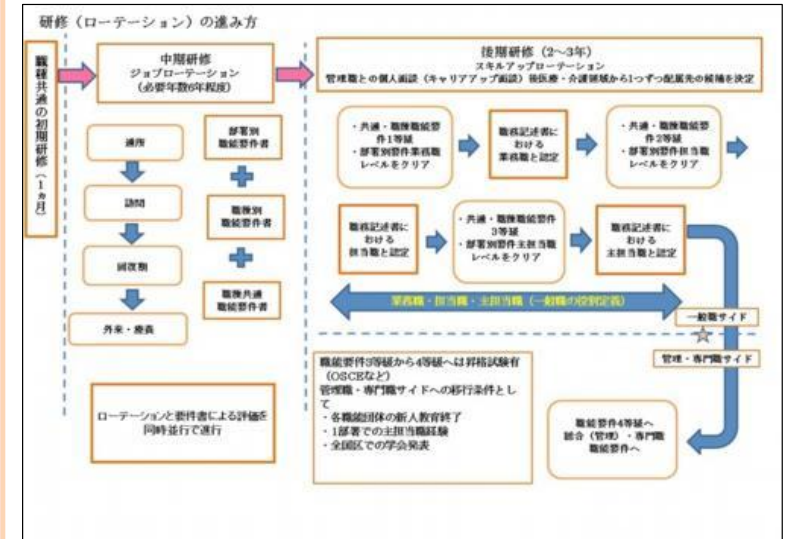 研修（ローテーション）の進み方
職種共通の初期研修（1ヵ月）
中期研修
ジョブローテーション
（必要年数6年程度）
通所
訪問
回復期
外来・療養
部署別
職能要件書
職種別
職能要件書
職種共通
職能要件書
ローテーションと要件書による評価を
同時並行で進行
後期研修（2～3年）
スキルアップローテーション
管理職との個人面談（キャリアアップ面談）後医療・介護領域から1つずつ配属先の候補を決定
・共通・職種職能要
件1等級
・部署別要件業務職
レベルをクリア
職務記述書に
おける
業務職と認定
・共通・職種職能要
件2等級
・部署別要件担当職
レベルをクリア
職務記述書に
おける
担当職と認定
・共通・職種職能要件
3等級
・部署別要件主担当職
レベルをクリア
職務記述書に
おける
主担当職と認定
業務職・担当職・主担当職（一般職の役割定義）
一般職サイド
管理・専門職サイド
職能要件3等級から4等級へは昇格試験有
（OSCEなど）
管理職・専門職サイドへの移行条件とし
て
・各職能団体の新人教育終了
・1部署での主担当職経験
・全国区での学会発表
職能要件4等級へ
統合（管理）・専門職
職能要件へ